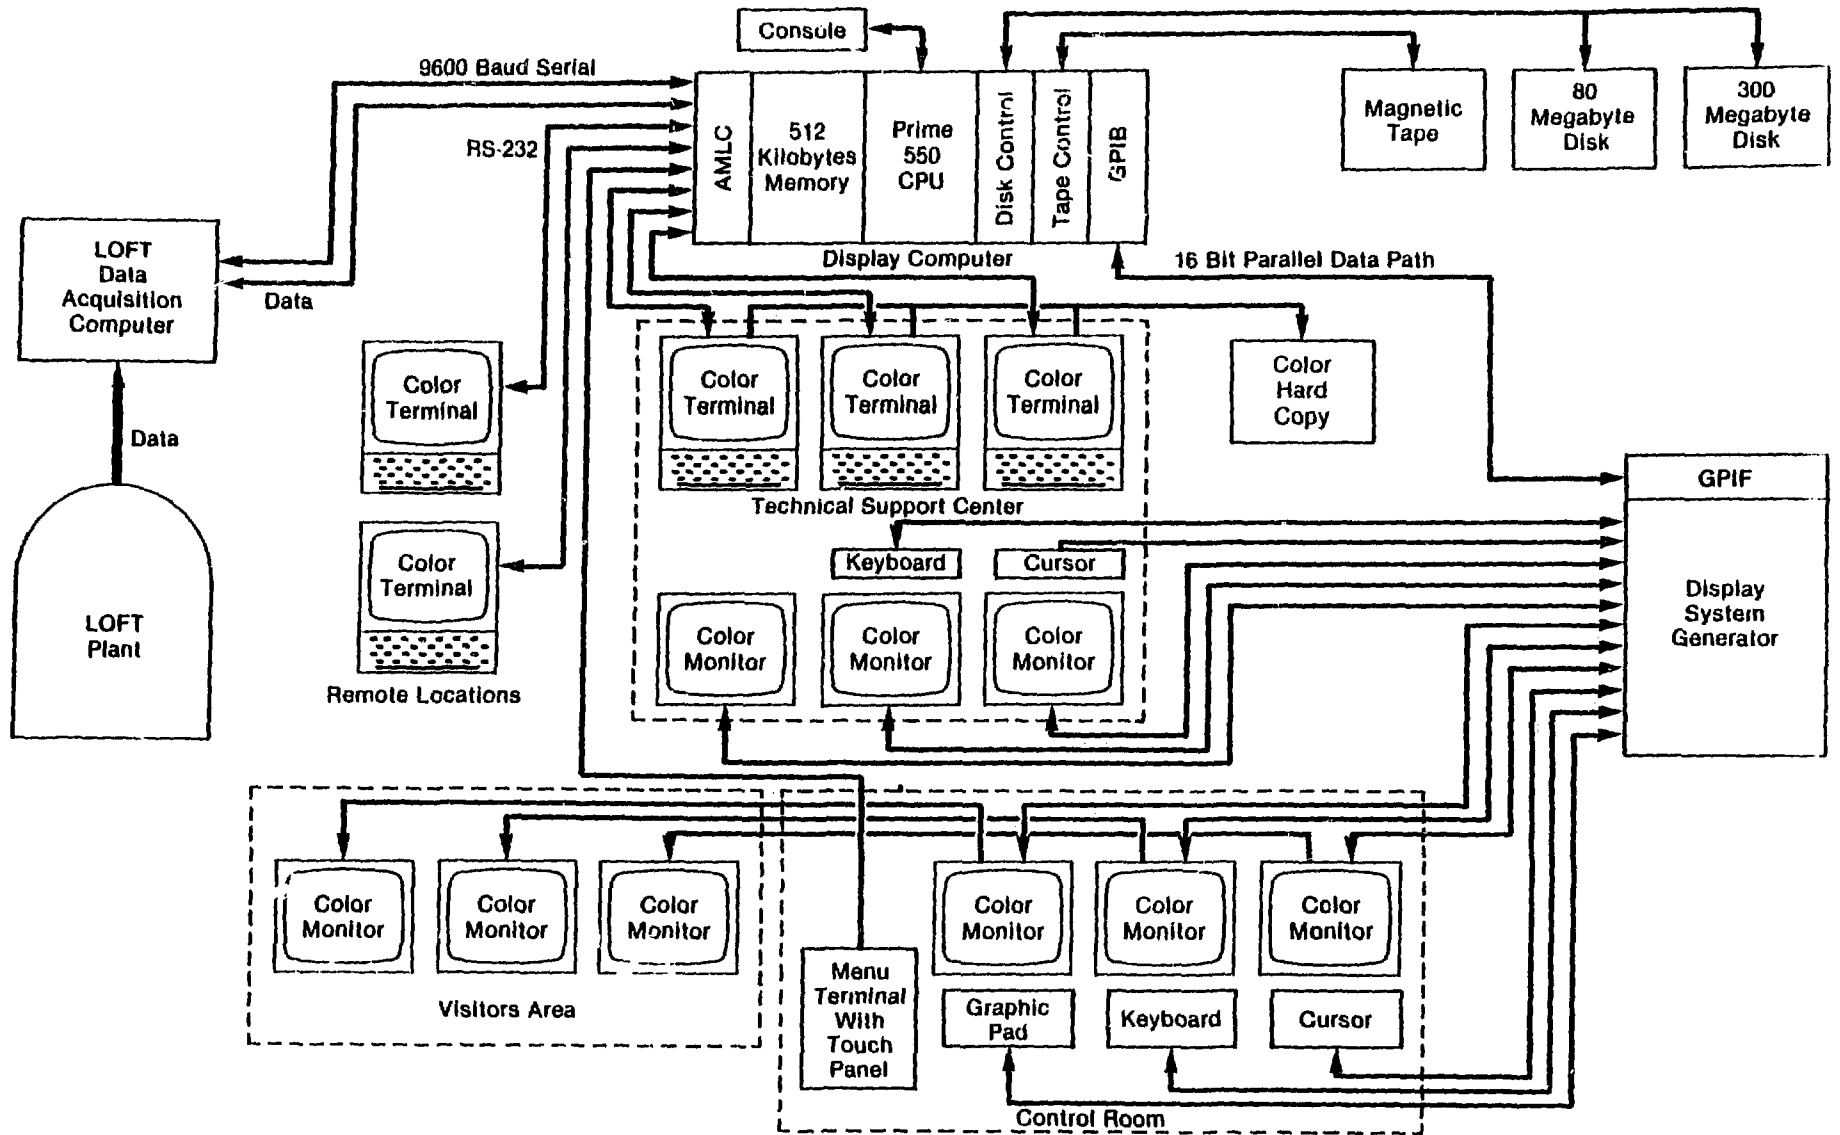 Console
9600 Baud Serial
RS-232
AMLC
512
Kilobytes
Memory
Prime
550
CPU
Disk Control
Tape Control
GPIB
Magnetic
Tape
80
Megabyte
Disk
300
Megabyte
Disk
Display Computer
16 Bit Parallel Data Path
LOFT
Data
Acquisition
Computer
Data
Data
LOFT
Plant
Color
Terminal
Color
Terminal
Remote Locations
Color
Terminal
Color
Terminal
Color
Terminal
Technical Support Center
Color
Hard
Copy
Keyboard
Cursor
Color
Monitor
Color
Monitor
Color
Monitor
GPIF
Display
System
Generator
Color
Monitor
Color
Monitor
Color
Monitor
Visitors Area
Menu
Terminal
With
Touch
Panel
Color
Monitor
Color
Monitor
Color
Monitor
Graphic
Pad
Keyboard
Cursor
Control Room